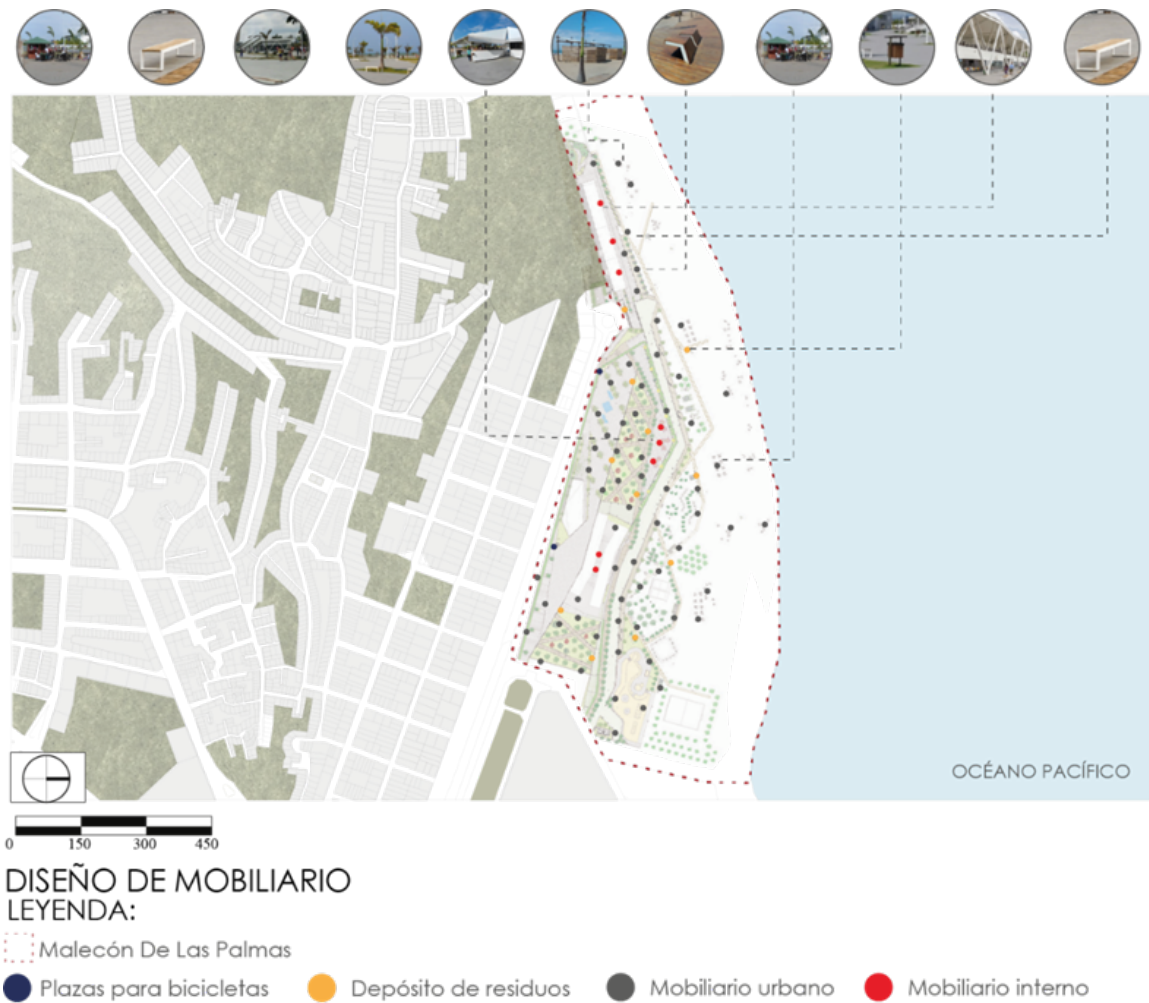 OCÉANO PACÍFICO
0 150 300 450
DISEÑO DE MOBILIARIO
LEYENDA:
Malecón De Las Palmas
Plazas para bicicletas Depósito de residuos Mobiliario urbano Mobiliario interno